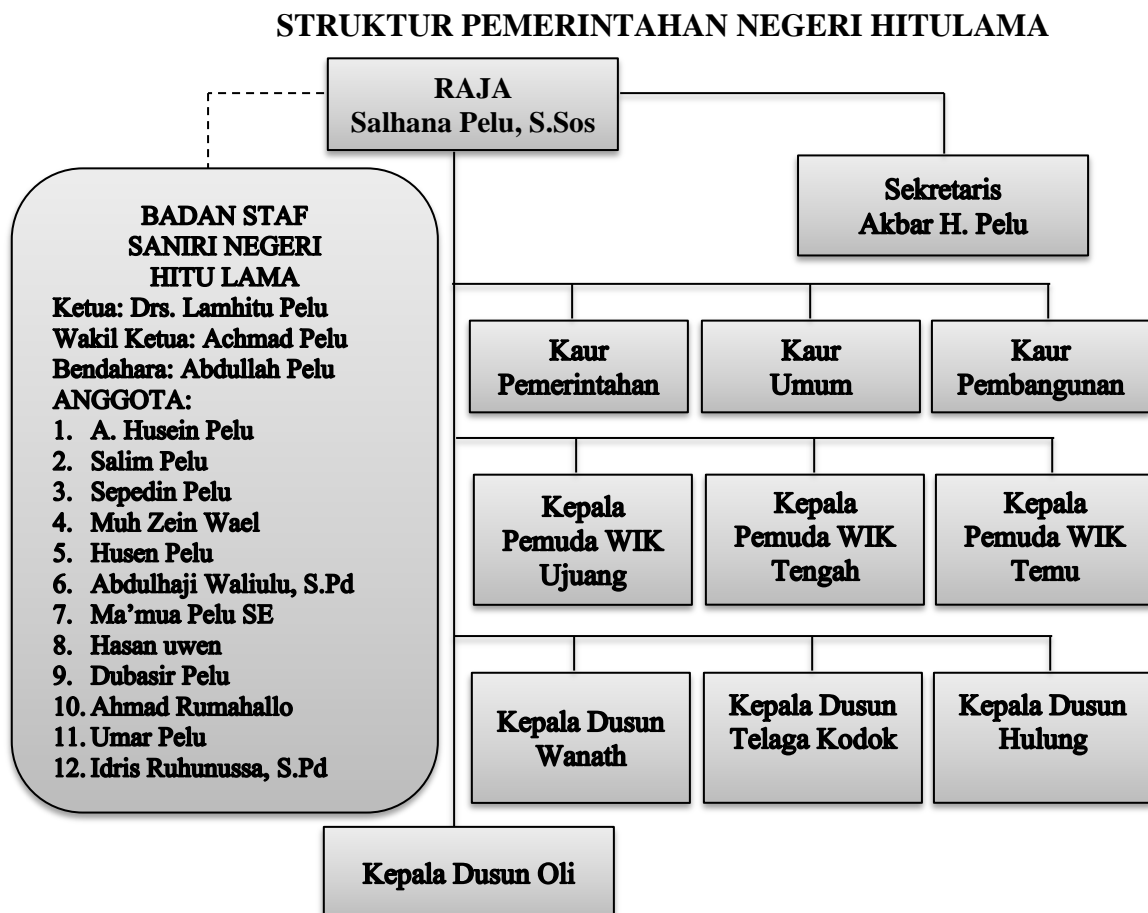 STRUKTUR PEMERINTAHAN NEGERI HITULAMA
RAJA
Salhana Pelu, S.Sos
Sekretaris
Akbar H. Pelu
BADAN STAF
SANIRI NEGERI
HITU LAMA
Ketua: Drs. Lamhitu Pelu
Wakil Ketua: Achmad Pelu
Bendahara: Abdullah Pelu
ANGGOTA:
1. A. Husein Pelu
2. Salim Pelu
3. Sepedin Pelu
4. Muh Zein Wael
5. Husen Pelu
6. Abdulhaji Waliulu, S.Pd
7. Ma’mua Pelu SE
8. Hasan uwen
9. Dubasir Pelu
10. Ahmad Rumahallo
11. Umar Pelu
12. Idris Ruhunussa, S.Pd
Kaur
Pemerintahan
Kaur
Umum
Kaur
Pembangunan
Kepala
Pemuda WIK
Ujuang
Kepala
Pemuda WIK
Tengah
Kepala
Pemuda WIK
Temu
Kepala Dusun
Wanath
Kepala Dusun
Telaga Kodok
Kepala Dusun
Hulung
Kepala Dusun Oli